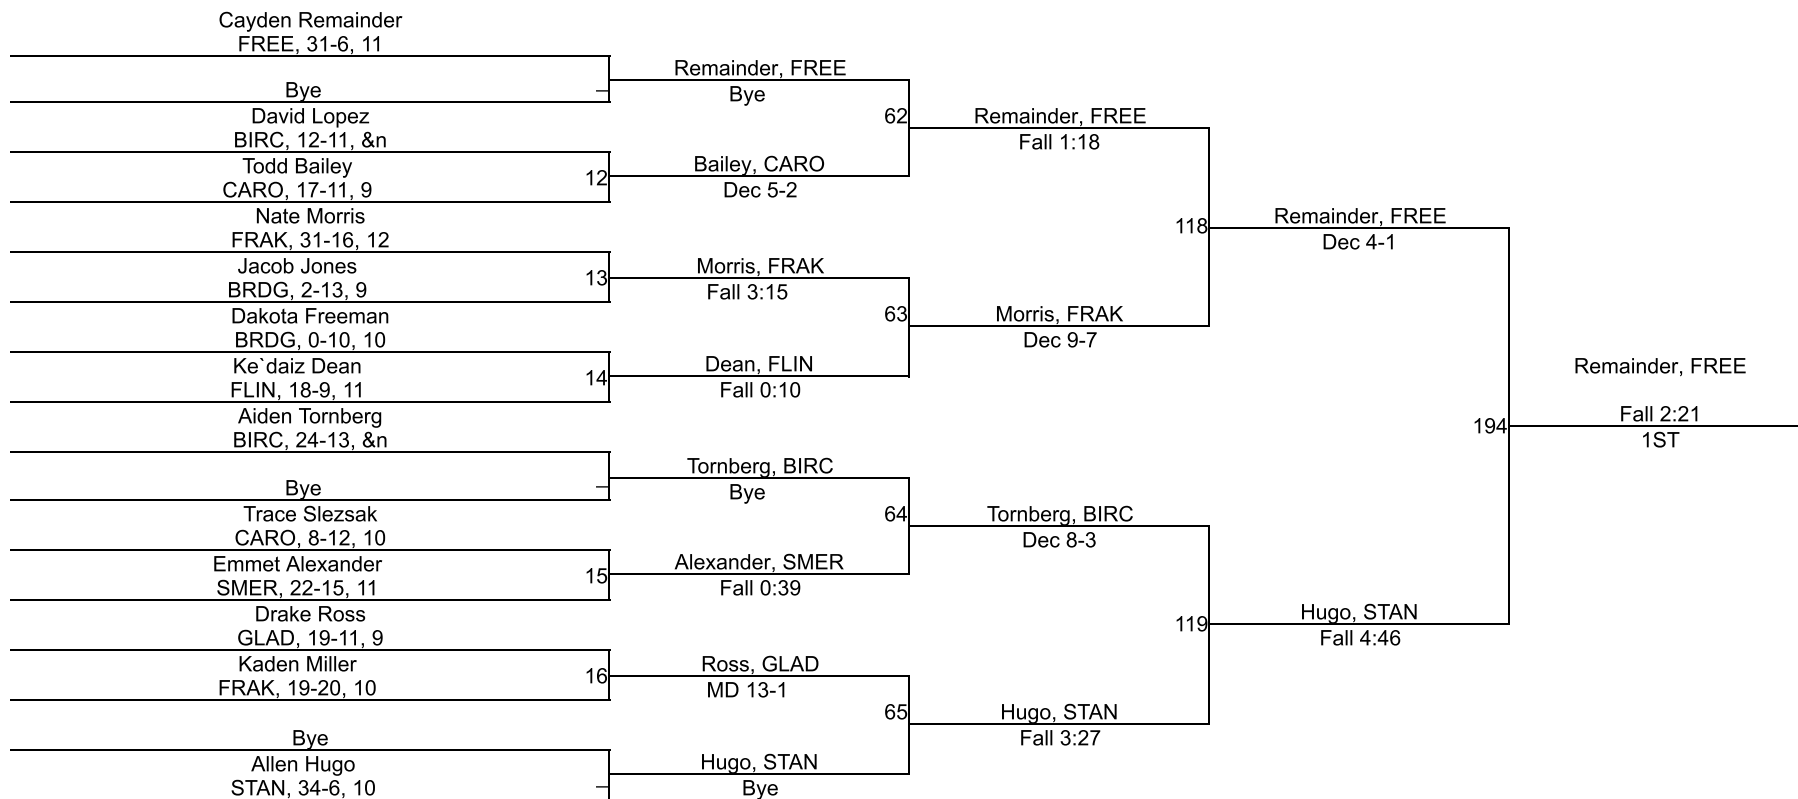 Cayden Remainder
FREE, 31-6, 11
Bye
David Lopez
BIRC, 12-11, &n
Todd Bailey
CARO, 17-11, 9
Nate Morris
FRAK, 31-16, 12
Jacob Jones
BRDG, 2-13, 9
Dakota Freeman
BRDG, 0-10, 10
Ke`daiz Dean
FLIN, 18-9, 11
Aiden Tornberg
BIRC, 24-13, &n
Bye
Trace Slezsak
CARO, 8-12, 10
Emmet Alexander
SMER, 22-15, 11
Drake Ross
GLAD, 19-11, 9
Kaden Miller
FRAK, 19-20, 10
Bye
Allen Hugo
STAN, 34-6, 10
12
13
14
15
16
Remainder, FREE
Bye
Bailey, CARO
Dec 5-2
Morris, FRAK
Fall 3:15
Dean, FLIN
Fall 0:10
Tornberg, BIRC
Bye
Alexander, SMER
Fall 0:39
Ross, GLAD
MD 13-1
Hugo, STAN
Bye
62
63
64
65
Remainder, FREE
Fall 1:18
Morris, FRAK
Dec 9-7
Tornberg, BIRC
Dec 8-3
Hugo, STAN
Fall 3:27
118
119
Remainder, FREE
Dec 4-1
Hugo, STAN
Fall 4:46
194
Remainder, FREE
Fall 2:21
1ST